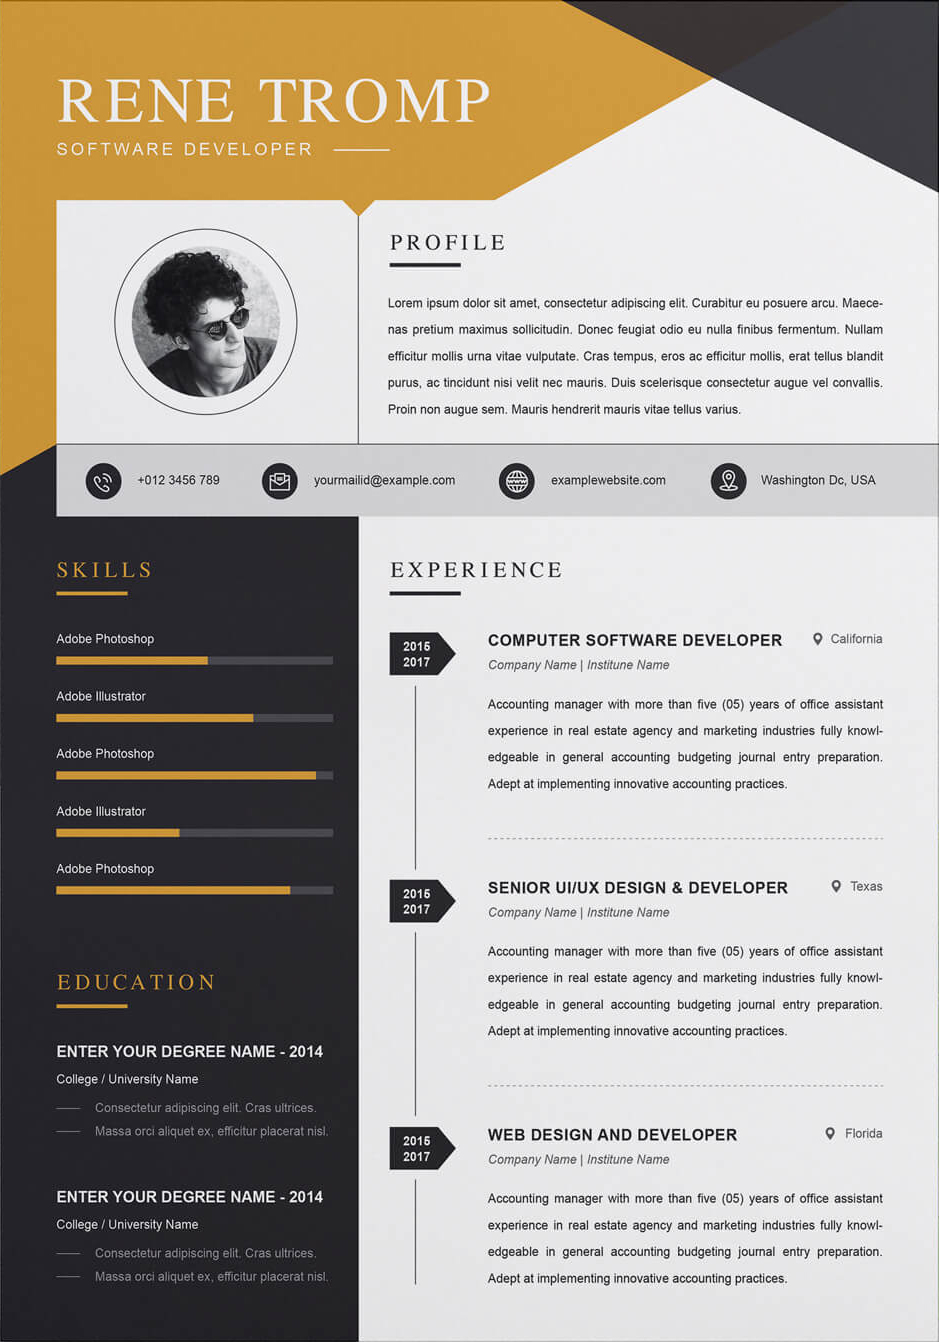 RENE TROMP
SOFTWARE DEVELOPER
PROFILE
Lorem ipsum dolor sit amet, consectetur adipiscing elit. Curabitur eu posuere arcu. Maece-
nas pretium maximus sollicitudin. Donec feugiat odio eu nulla finibus fermentum. Nullam
efficitur mollis urna vitae vulputate. Cras tempus, eros ac efficitur mollis, erat tellus blandit
purus, ac tincidunt nisi velit nec mauris. Duis scelerisque consectetur augue vel convallis.
Proin non augue sem. Mauris hendrerit mauris vitae tellus varius.
+012 3456 789
yourmailid@example.com
www
examplewebsite.com
Washington Dc, USA
SKILLS
Adobe Photoshop
Adobe Illustrator
Adobe Photoshop
Adobe Illustrator
Adobe Photoshop
EDUCATION
ENTER YOUR DEGREE NAME - 2014
College / University Name
Consectetur adipiscing elit. Cras ultrices.
Massa orci aliquet ex, efficitur placerat nisl.
ENTER YOUR DEGREE NAME - 2014
College / University Name
Consectetur adipiscing elit. Cras ultrices.
Massa orci aliquet ex, efficitur placerat nisl.
EXPERIENCE
2016
2017
COMPUTER SOFTWARE DEVELOPER
California
Company Name | Institune Name
Accounting manager with more than five (05) years of office assistant
experience in real estate agency and marketing industries fully knowl-
edgeable in general accounting budgeting journal entry preparation.
Adept at implementing innovative accounting practices.
2016
2017
SENIOR UI/UX DESIGN & DEVELOPER
Texas
Company Name | Institune Name
Accounting manager with more than five (05) years of office assistant
experience in real estate agency and marketing industries fully knowl-
edgeable in general accounting budgeting journal entry preparation.
Adept at implementing innovative accounting practices.
2016
2017
WEB DESIGN AND DEVELOPER
Florida
Company Name | Institune Name
Accounting manager with more than five (05) years of office assistant
experience in real estate agency and marketing industries fully knowl-
edgeable in general accounting budgeting journal entry preparation.
Adept at implementing innovative accounting practices.